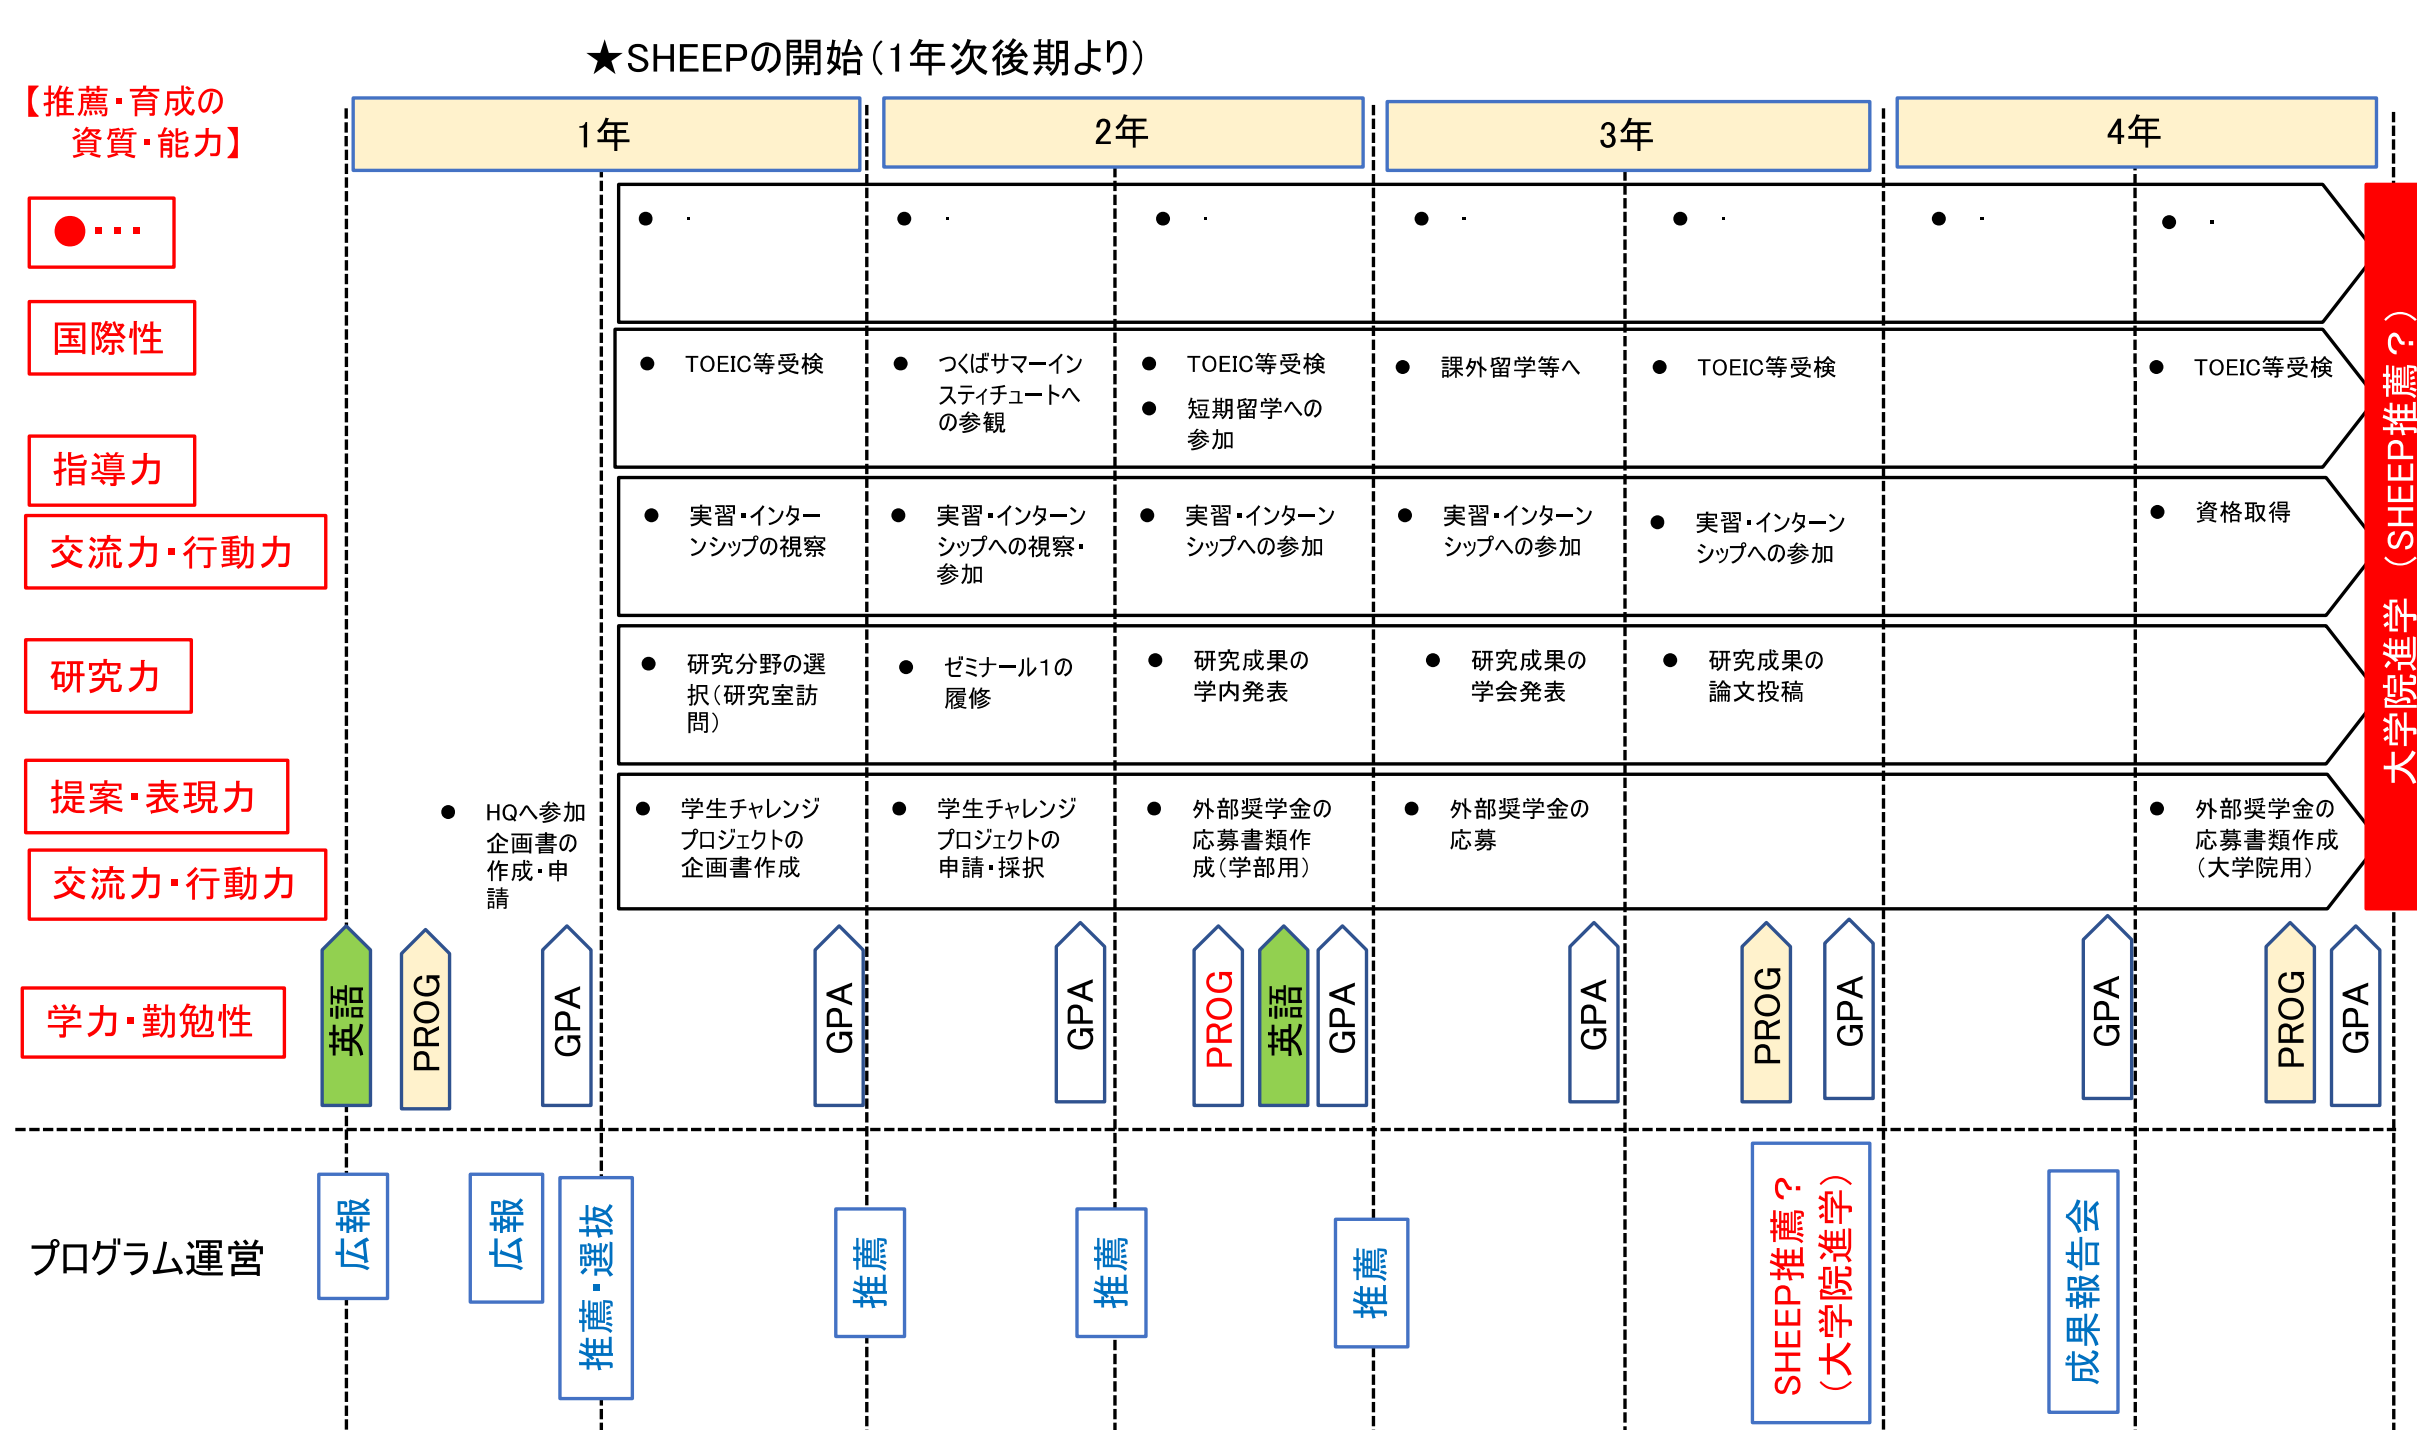 ★SHEEPの開始（1年次後期より）
【推薦・育成の
資質・能力】
1年
2年
3年
4年
●・・・
● ・
● ・
● ・
● ・
● ・
● ・
● ・
国際性
● TOEIC等受検
● つくばサマーイン
スティチュートへ
の参観
● TOEIC等受検
● 短期留学への
参加
● 課外留学等へ
● TOEIC等受検
● TOEIC等受検
指導力
交流力・行動力
● 実習・インター
ンシップの視察
● 実習・インターン
シップへの視察・
参加
● 実習・インターン
シップへの参加
● 実習・インターン
シップへの参加
● 実習・インターン
シップへの参加
● 資格取得
研究力
● 研究分野の選
択（研究室訪
問）
● ゼミナール１の
履修
● 研究成果の
学内発表
● 研究成果の
学会発表
● 研究成果の
論文投稿
提案・表現力
交流力・行動力
● HQへ参加
企画書の
作成・申
請
● 学生チャレンジ
プロジェクトの
企画書作成
● 学生チャレンジ
プロジェクトの
申請・採択
● 外部奨学金の
応募書類作
成（学部用）
● 外部奨学金の
応募
● 外部奨学金の
応募書類作成
（大学院用）
大学院進学　（SHEEP推薦？）
学力・勤勉性
英語
PROG
GPA
GPA
GPA
PROG
英語
GPA
GPA
PROG
GPA
GPA
PROG
GPA
プログラム運営
広報
広報
推薦・選抜
推薦
推薦
推薦
SHEEP推薦？
（大学院進学）
成果報告会